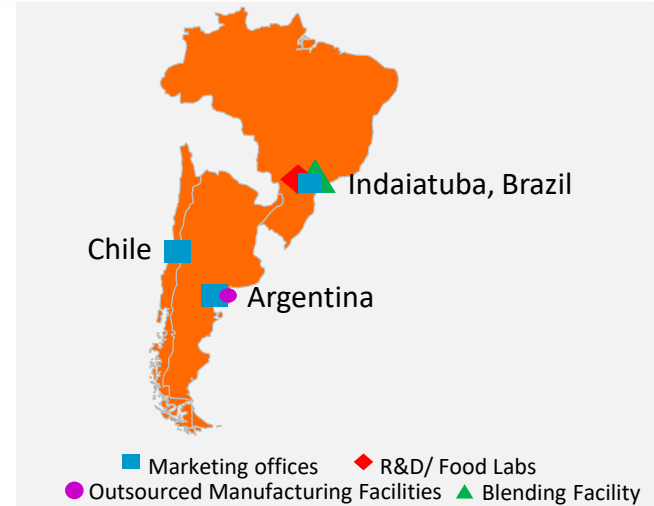 Indaiatuba, Brazil
Chile
Argentina
Marketing offices
R&D/ Food Labs
Outsourced Manufacturing Facilities
Blending Facility